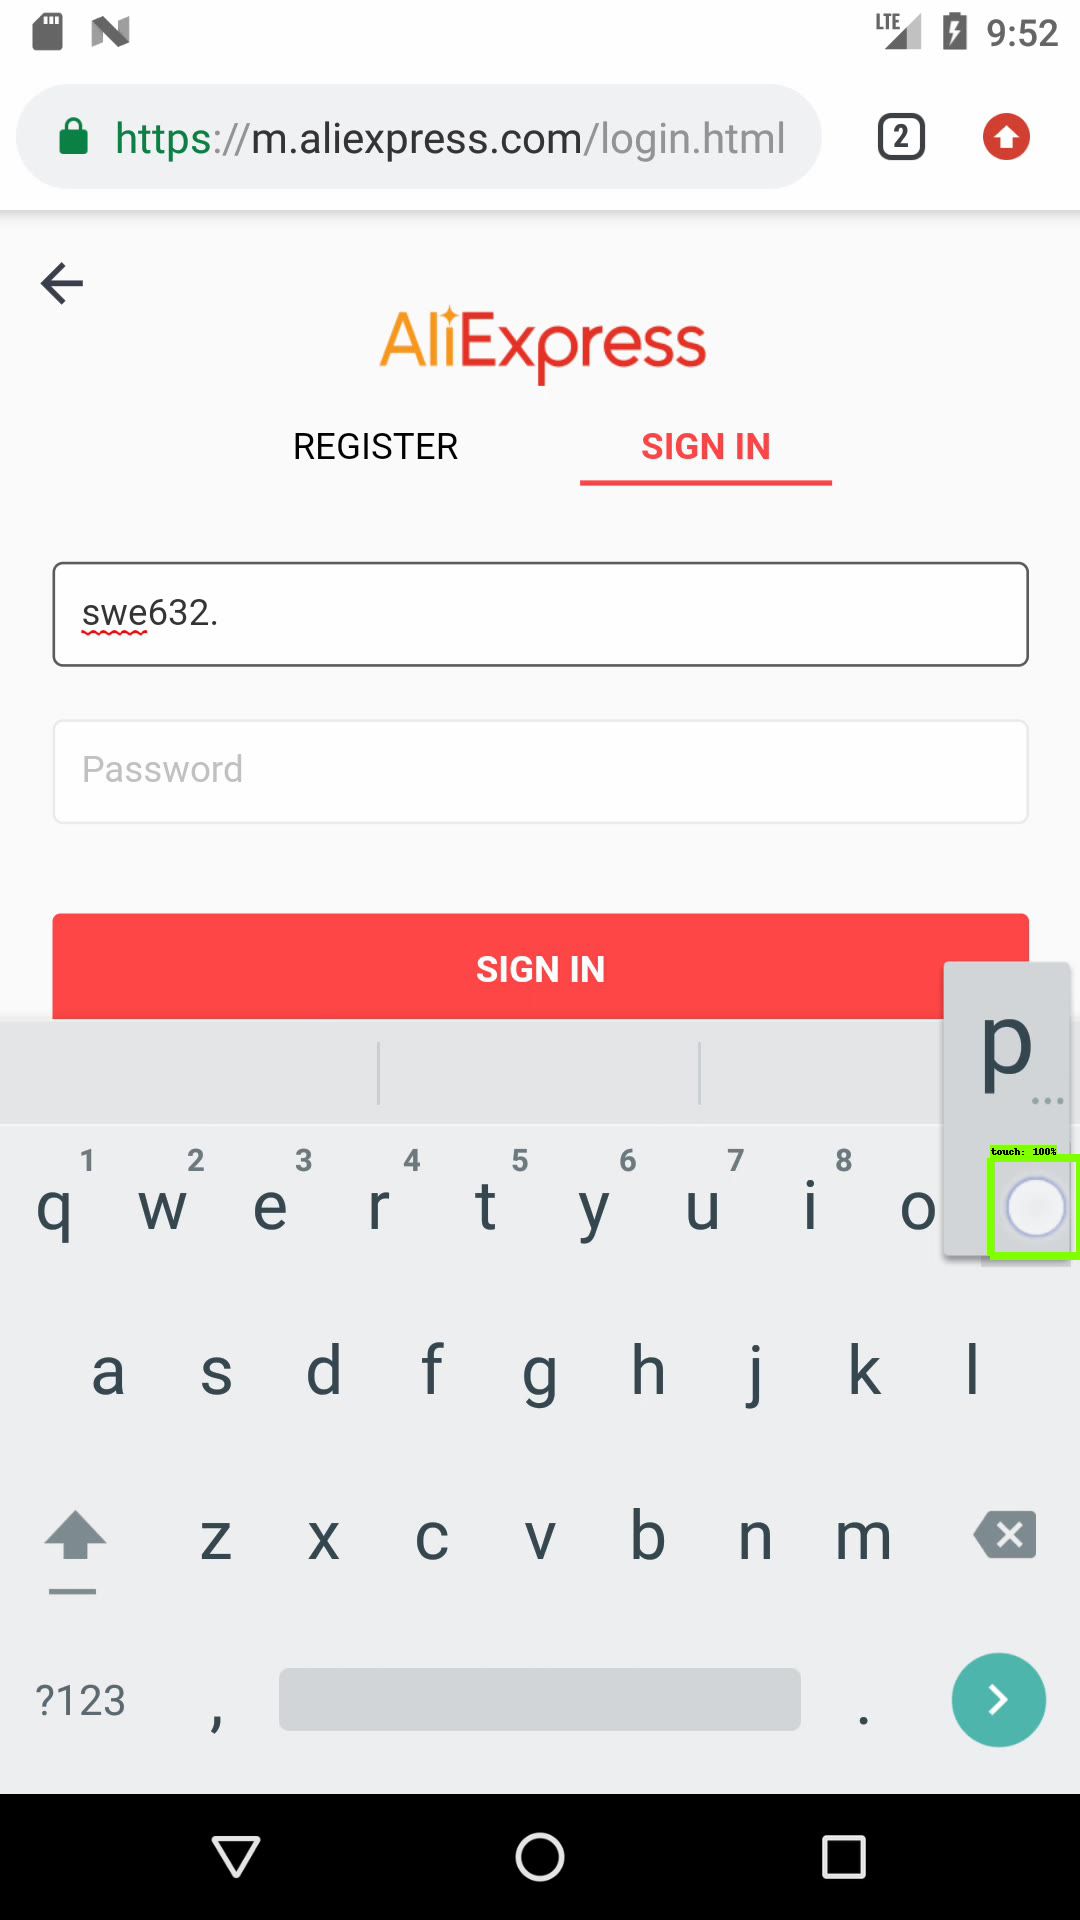 LTE 9:52
https://m.aliexpress.com/login.html 2
AliExpress
REGISTER SIGN IN
swe632.
Password
SIGN IN
p
...
touch: 100%
1 2 3 4 5 6 7 8
q w e r t y u i o
a s d f g h j k l
z x c v b n m
?123 , .